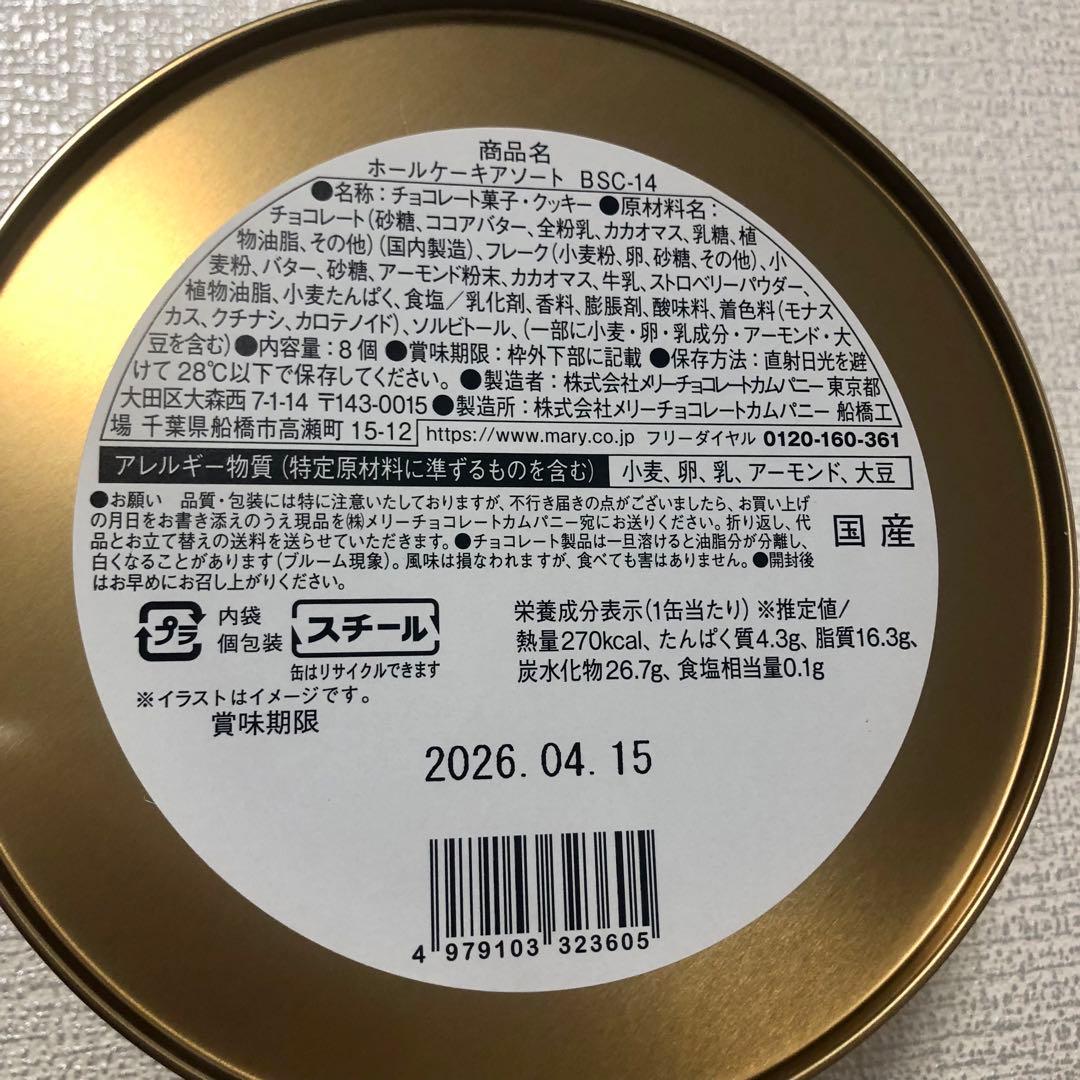 商品名
ホールケーキアソート BSC-14
●名称：チョコレート菓子・クッキー ●原材料名：
チョコレート（砂糖、ココアバター、全粉乳、カカオマス、乳糖、植
物油脂、その他）（国内製造）、フレーク（小麦粉、卵、砂糖、その他）、小
麦粉、バター、砂糖、アーモンド粉末、カカオマス、牛乳、ストロベリーパウダー、
植物油脂、小麦たんぱく、食塩／乳化剤、香料、膨脹剤、酸味料、着色料（モナス
カス、クチナシ、カロテノイド）、ソルビトール、（一部に小麦・卵・乳成分・アーモンド・大
豆を含む）●内容量：8個 ●賞味期限：枠外下部に記載 ●保存方法：直射日光を避
けて28℃以下で保存してください。●製造者：株式会社メリーチョコレートカムパニー 東京都
大田区大森西7-1-14 〒143-0015 ●製造所：株式会社メリーチョコレートカムパニー 船橋工
場 千葉県船橋市高瀬町15-12 https://www.mary.co.jp フリーダイヤル 0120-160-361
アレルギー物質（特定原材料に準ずるものを含む） 小麦、卵、乳、アーモンド、大豆
●お願い 品質・包装には特に注意いたしておりますが、不行き届きの点がございましたら、お買い上げ
の月日をお書き添えのうえ現品を㈱メリーチョコレートカムパニー宛にお送りください。折り返し、代
品とお立て替えの送料を送らせていただきます。●チョコレート製品は一旦溶けると油脂分が分離し、
白くなることがあります（ブルーム現象）。風味は損なわれますが、食べても害はありません。●開封後
はお早めにお召し上がりください。
国産
プラ 内袋 個包装
スチール
缶はリサイクルできます
※イラストはイメージです。
栄養成分表示（1缶当たり）※推定値/
熱量270kcal、たんぱく質4.3g、脂質16.3g、
炭水化物26.7g、食塩相当量0.1g
賞味期限
2026.04.15
4 979103 323605